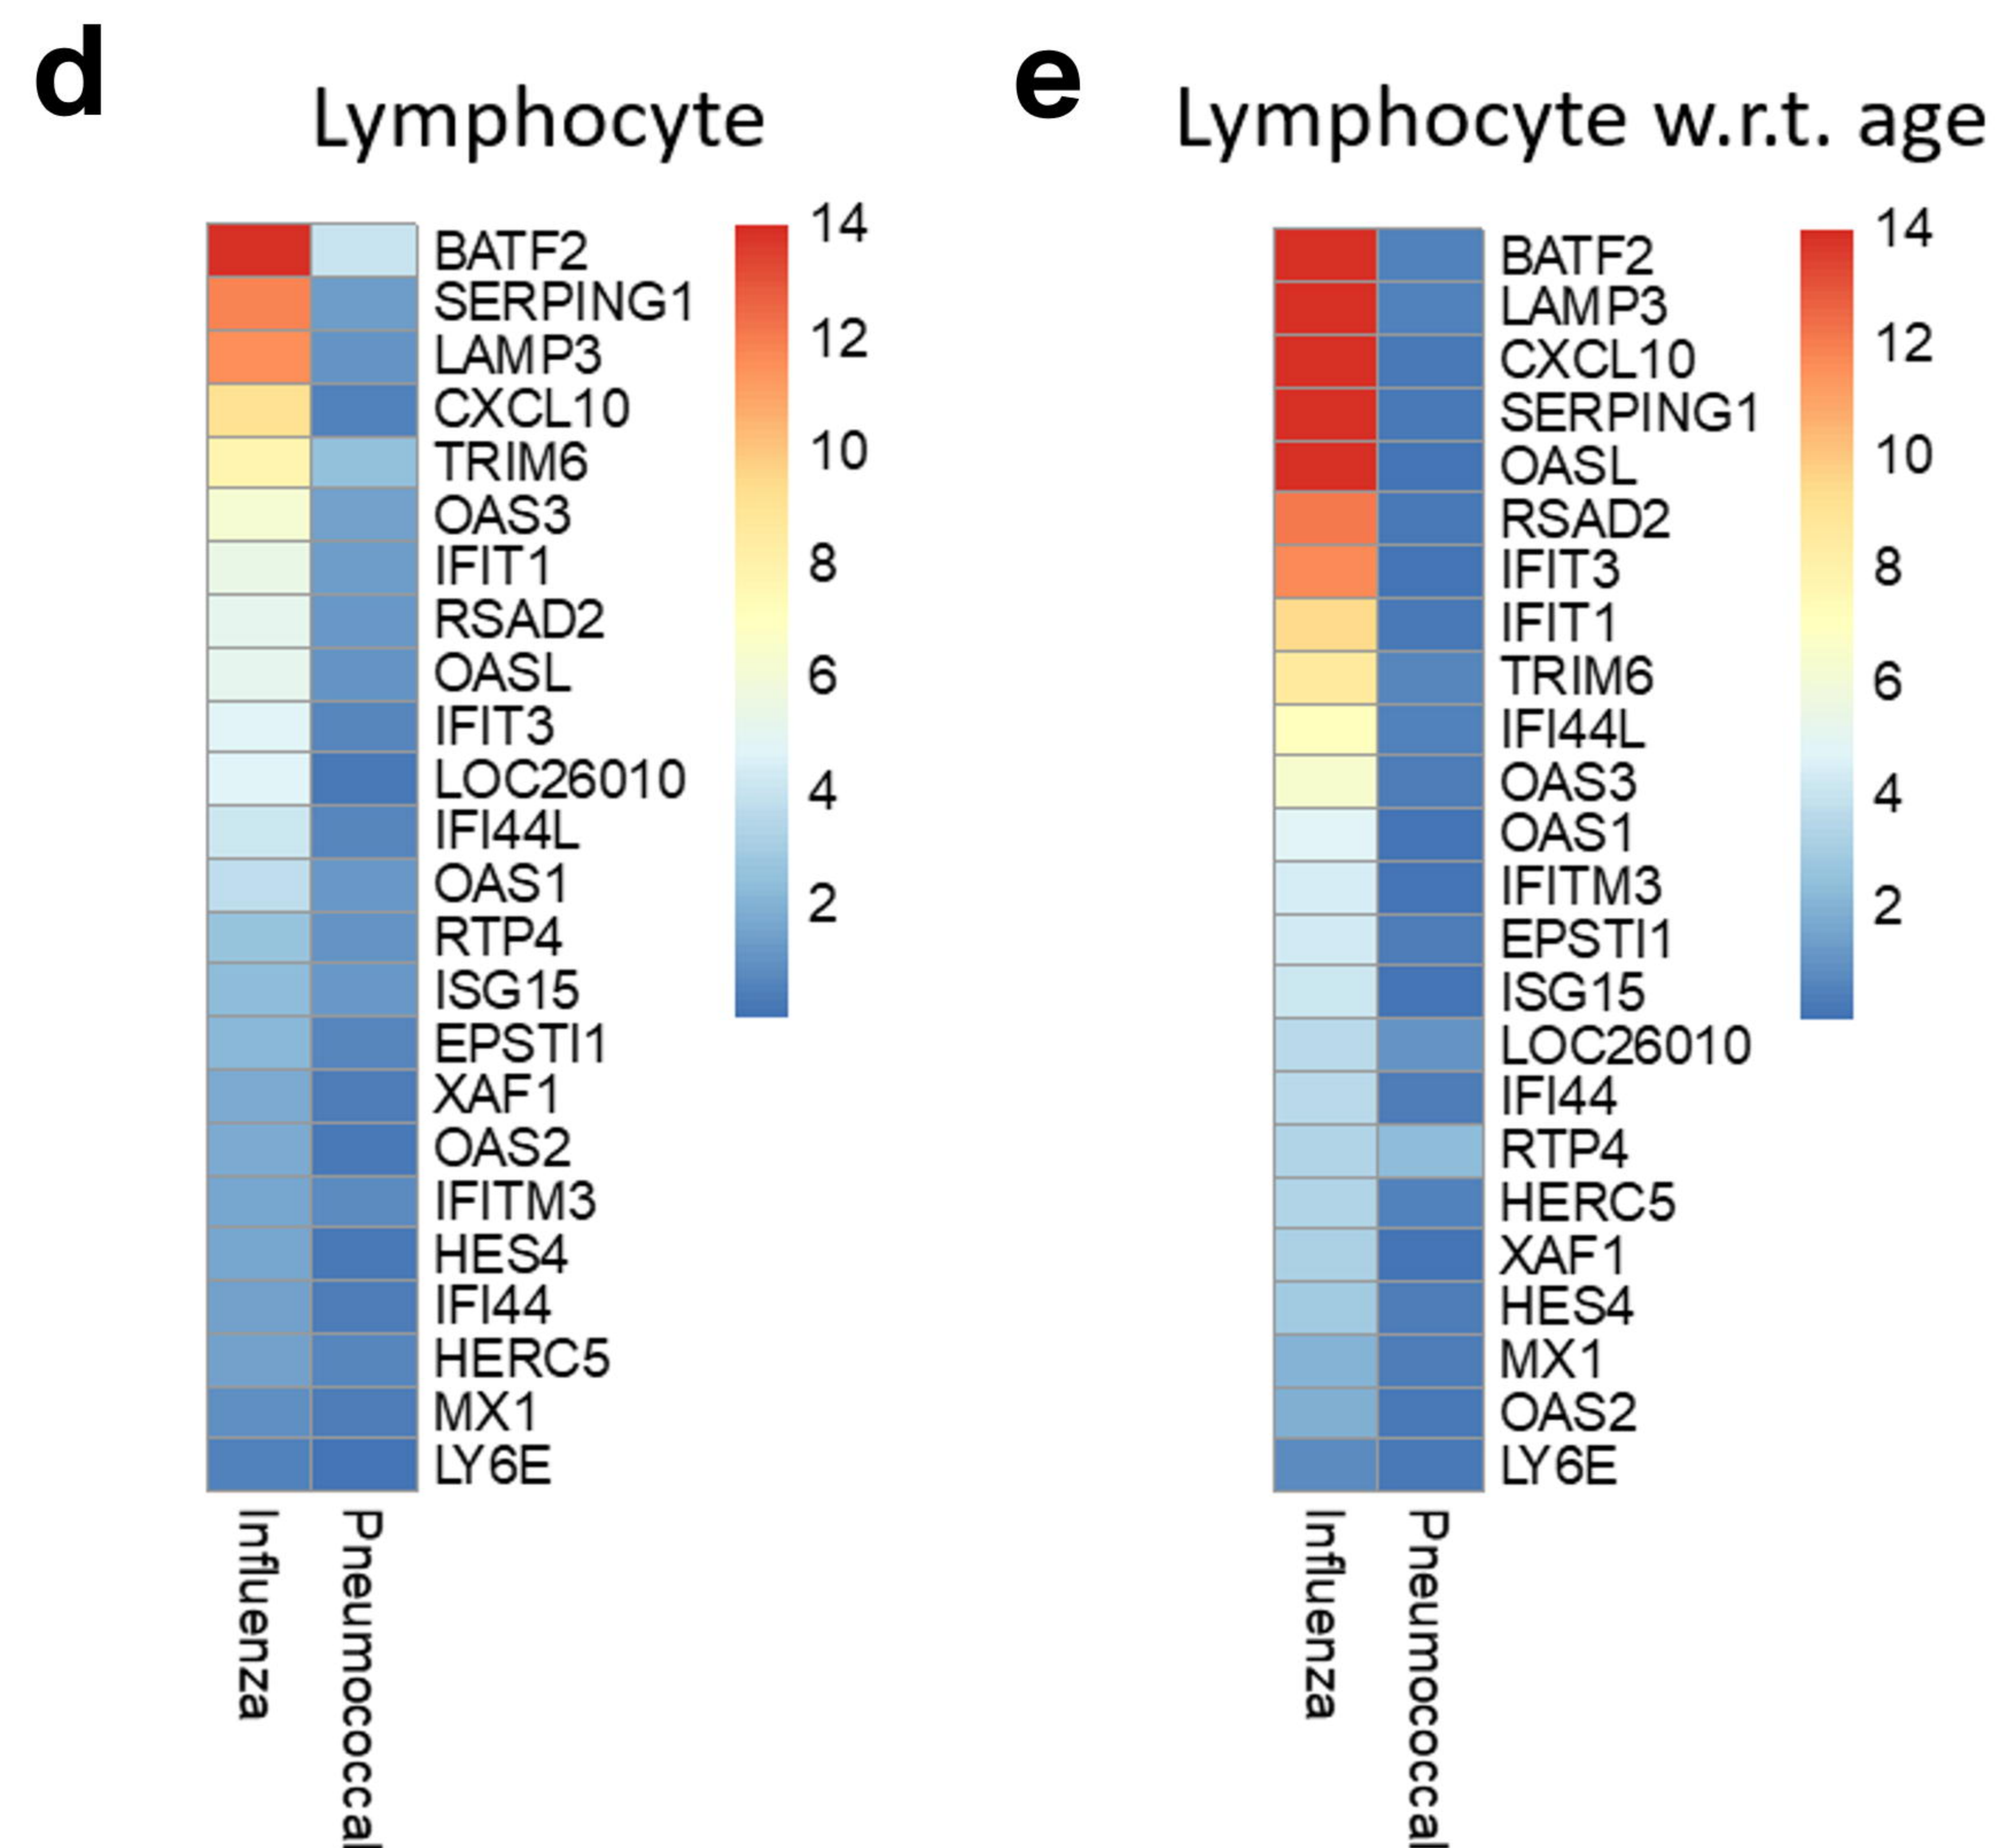 d
Lymphocyte
BATF2
SERPING1
LAMP3
CXCL10
TRIM6
OAS3
IFIT1
RSAD2
OASL
IFIT3
LOC26010
IFI44L
OAS1
RTP4
ISG15
EPSTI1
XAF1
OAS2
IFITM3
HES4
IFI44
HERC5
MX1
LY6E
14
12
10
8
6
4
2
Influenza
Pneumococcal
e
Lymphocyte w.r.t. age
BATF2
LAMP3
CXCL10
SERPING1
OASL
RSAD2
IFIT3
IFIT1
TRIM6
IFI44L
OAS3
OAS1
IFITM3
EPSTI1
ISG15
LOC26010
IFI44
RTP4
HERC5
XAF1
HES4
MX1
OAS2
LY6E
14
12
10
8
6
4
2
Influenza
Pneumococcal